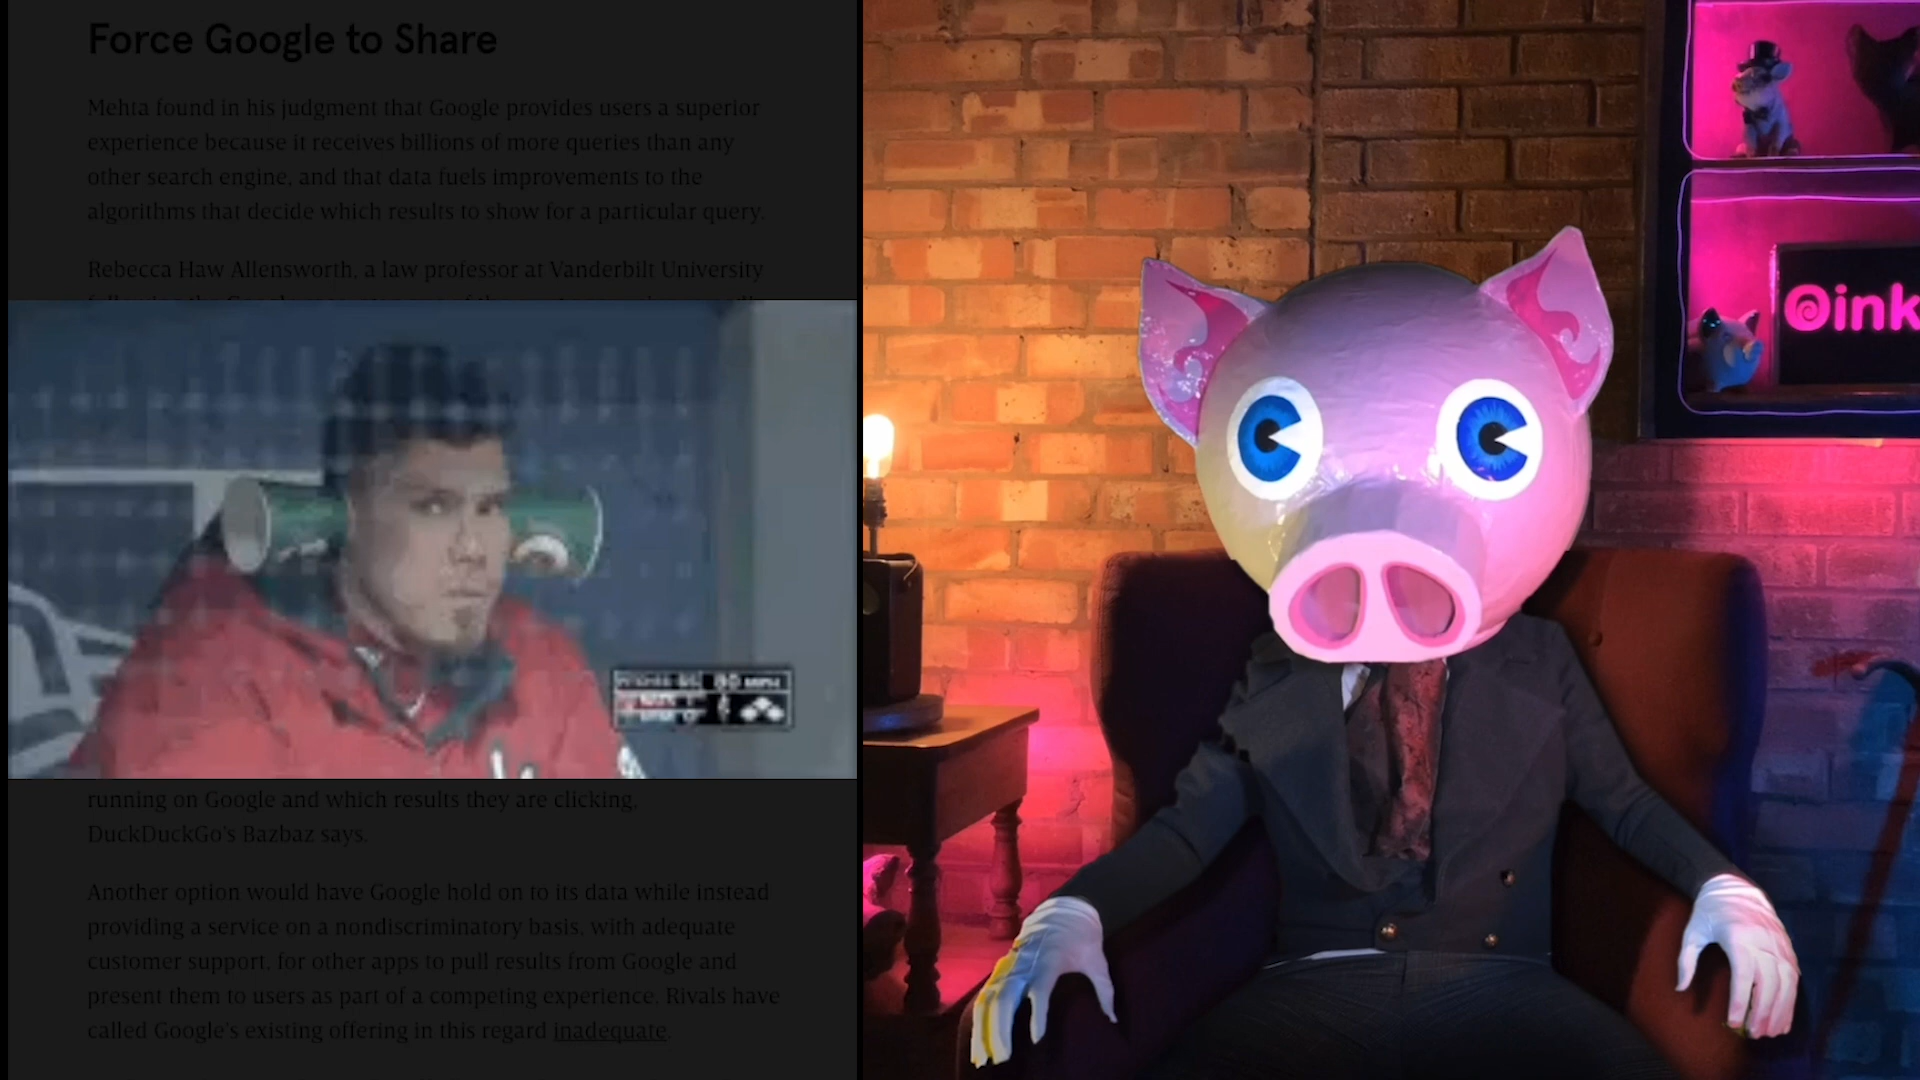 Force Google to Share
Mehta found in his judgment that Google provides users a superior
experience because it receives billions of more queries than any
other search engine, and that data fuels improvements to the
algorithms that decide which results to show for a particular query.
Rebecca Haw Allensworth, a law professor at Vanderbilt University
running on Google and which results they are clicking,
DuckDuckGo's Bazbaz says.
Another option would have Google hold on to its data while instead
providing a service on a nondiscriminatory basis, with adequate
customer support, for other apps to pull results from Google and
present them to users as part of a competing experience. Rivals have
called Google's existing offering in this regard inadequate.
Oink